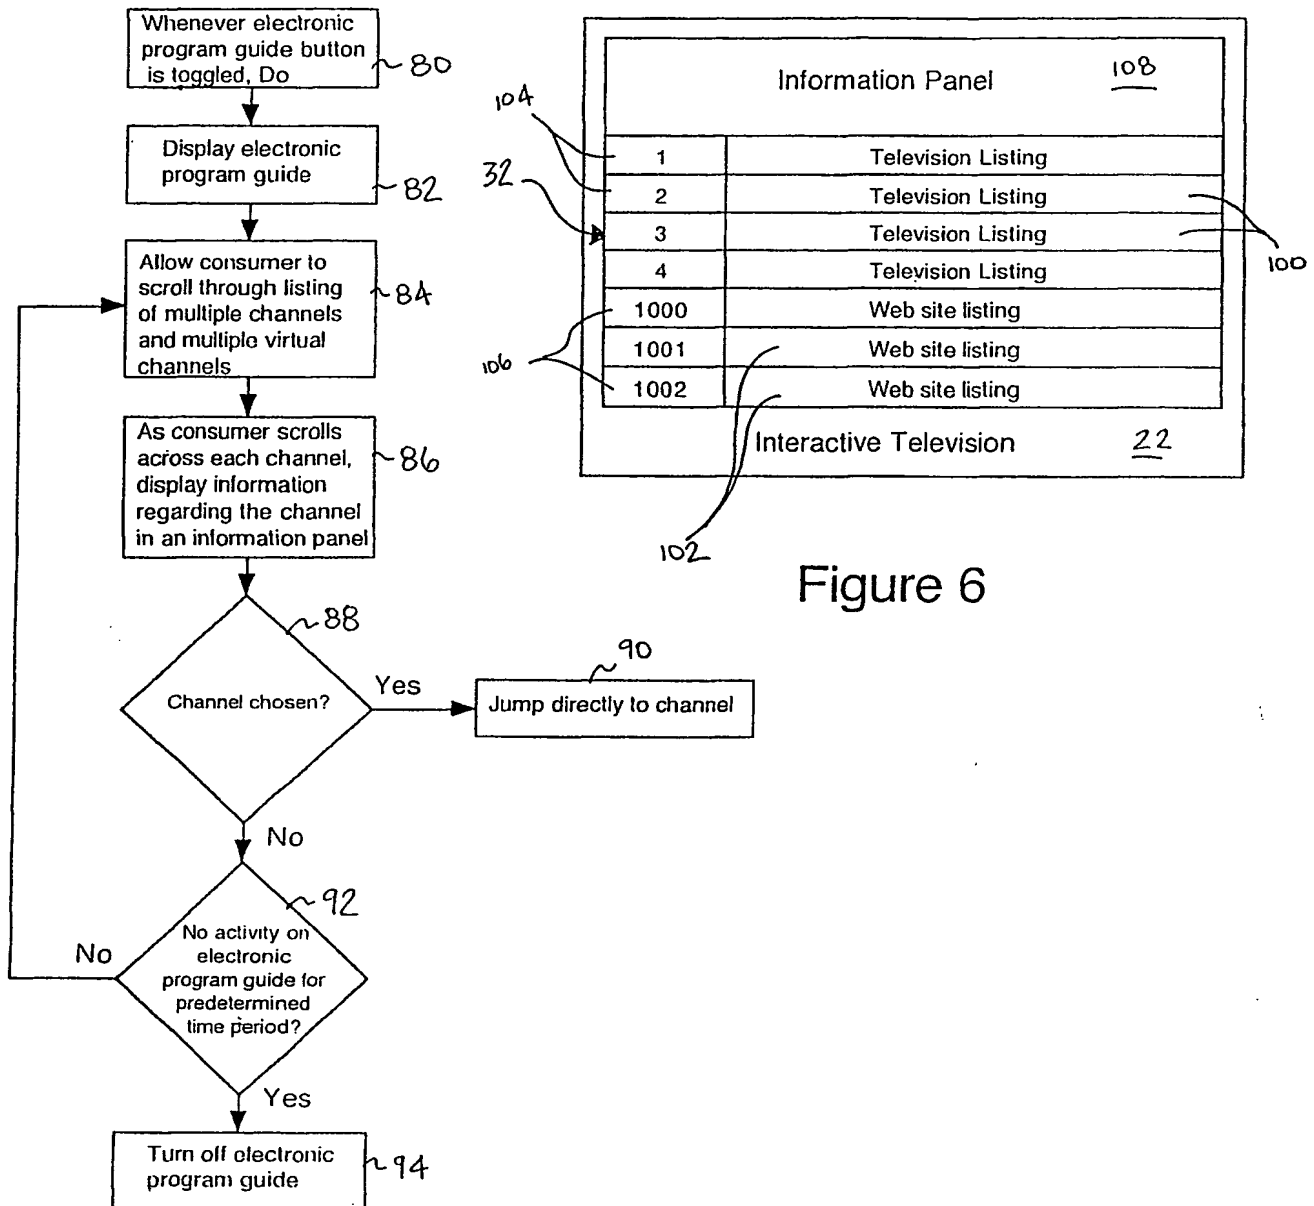 Whenever electronic
program guide button
is toggled, Do
80
Display electronic
program guide
82
Allow consumer to
scroll through listing
of multiple channels
and multiple virtual
channels
84
As consumer scrolls
across each channel,
display information
regarding the channel
in an information panel
86
88
Channel chosen?
Yes
90
Jump directly to channel
No
92
No activity on
electronic
program guide for
predetermined
time period?
No
Yes
Turn off electronic
program guide
94
Information Panel 108
104
1 Television Listing
32
2 Television Listing
3 Television Listing
100
4 Television Listing
1000 Web site listing
106
1001 Web site listing
1002 Web site listing
Interactive Television 22
102
Figure 6